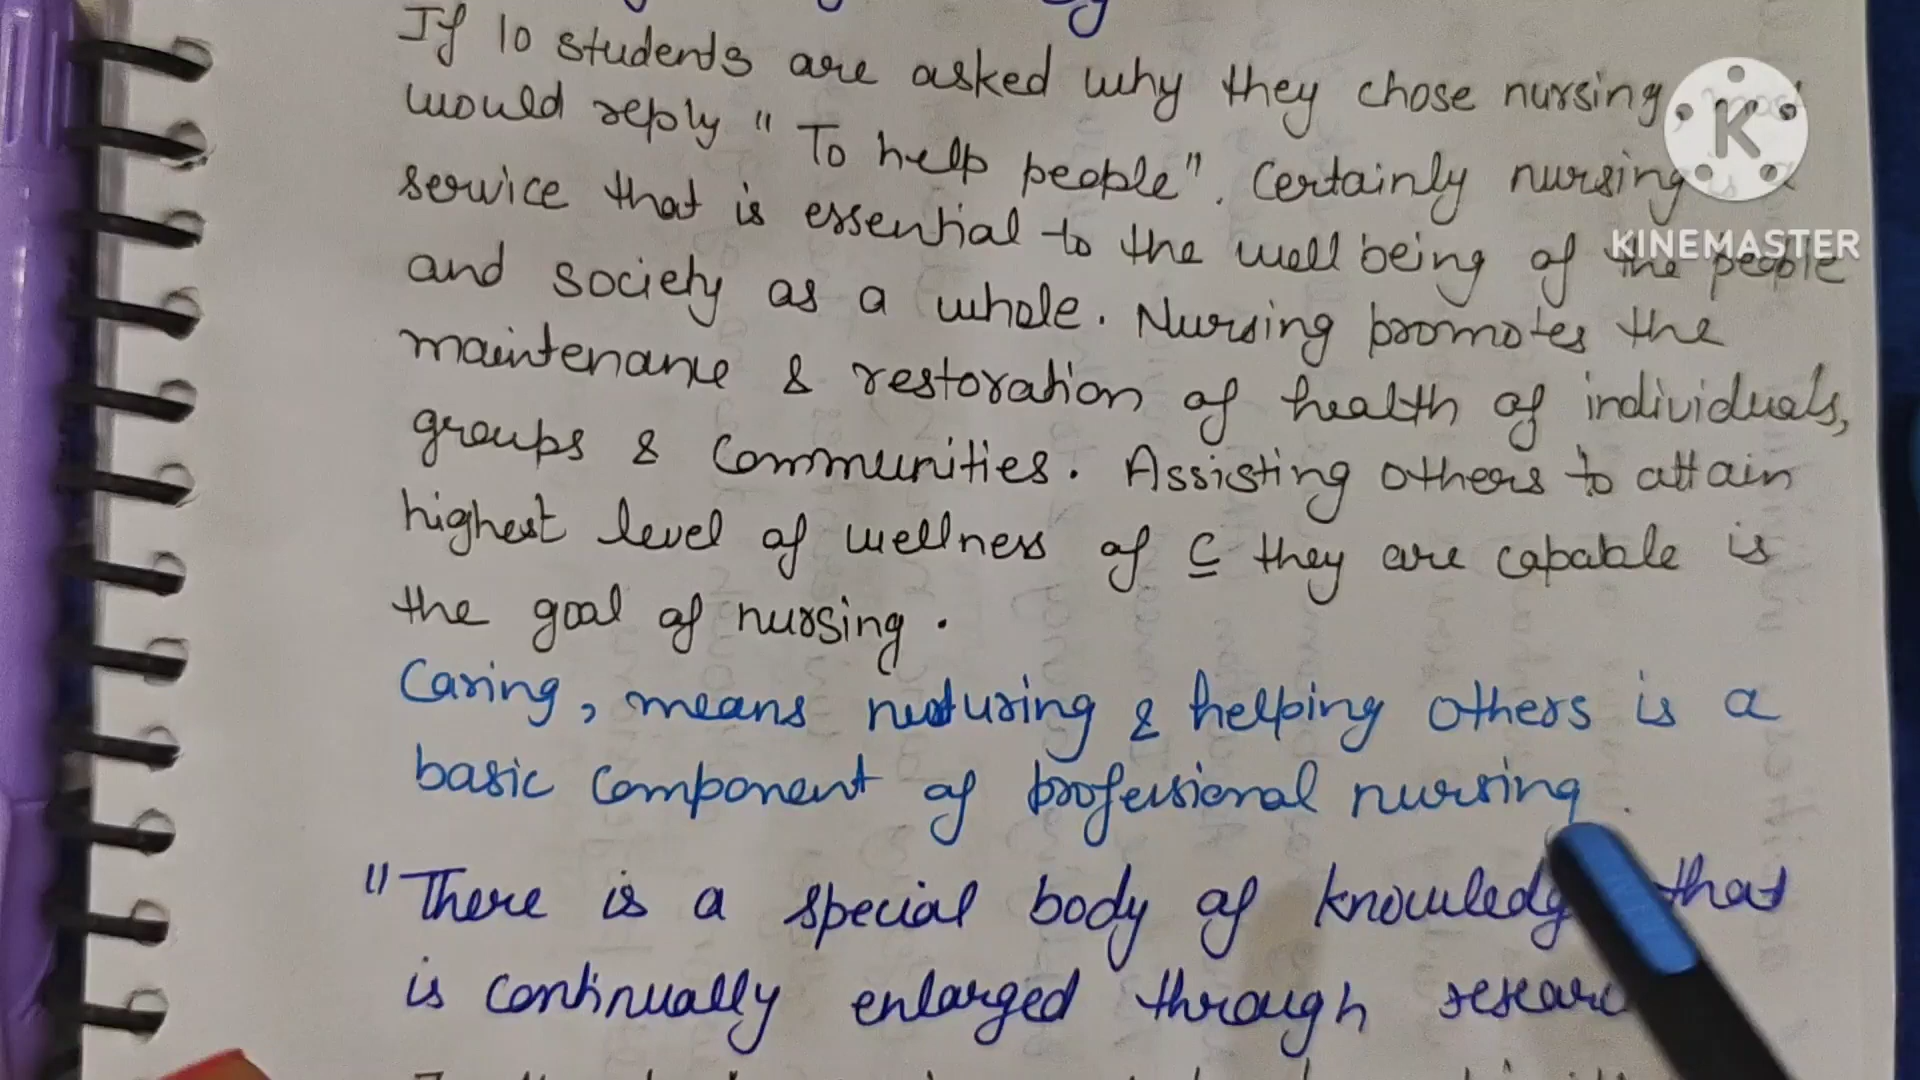 If 10 students are asked why they chose nursing
would reply " To help people". Certainly nursing is a
service that is essential to the well being of the people
and society as a whole. Nursing promotes the
maintenance & restoration of health of individuals,
groups & Communities. Assisting others to attain
highest level of wellness of C̲ they are capable is
the goal of nursing.
Caring, means nurturing & helping others is a
basic component of professional nursing.
"There is a special body of knowledg that
is continually enlarged through researc
K
KINEMASTER